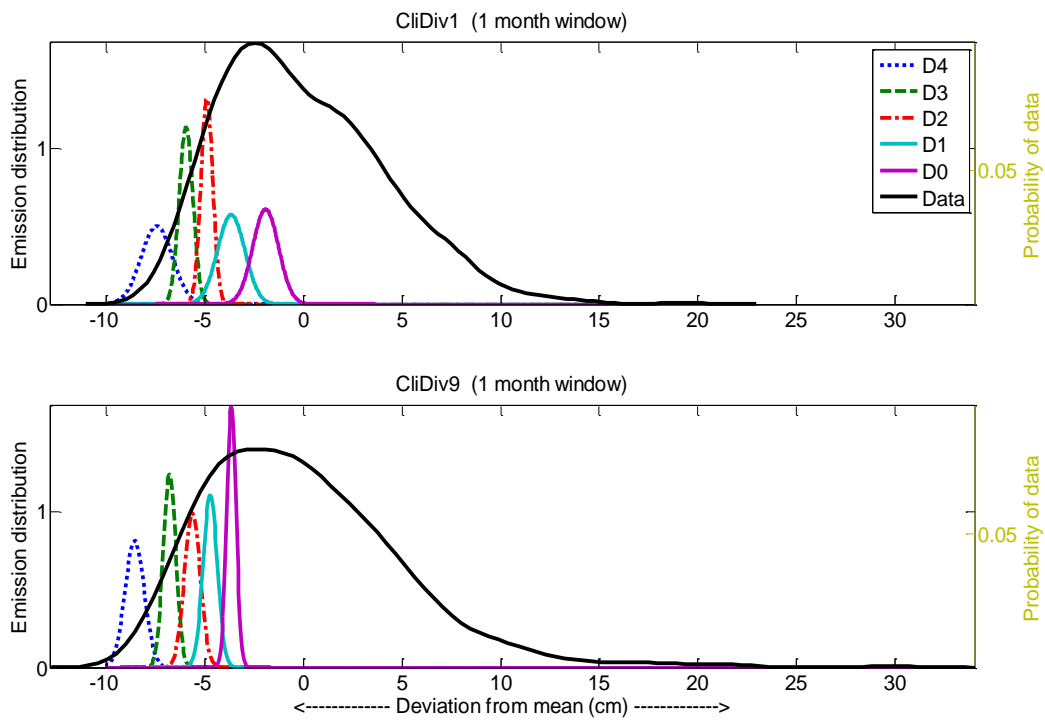 CliDiv1 (1 month window)
Emission distribution
1
0
-10 -5 0 5 10 15 20 25 30
0.05
Probability of data
D4
D3
D2
D1
D0
Data
CliDiv9 (1 month window)
Emission distribution
1
0
-10 -5 0 5 10 15 20 25 30
0.05
Probability of data
<------------- Deviation from mean (cm) ------------->